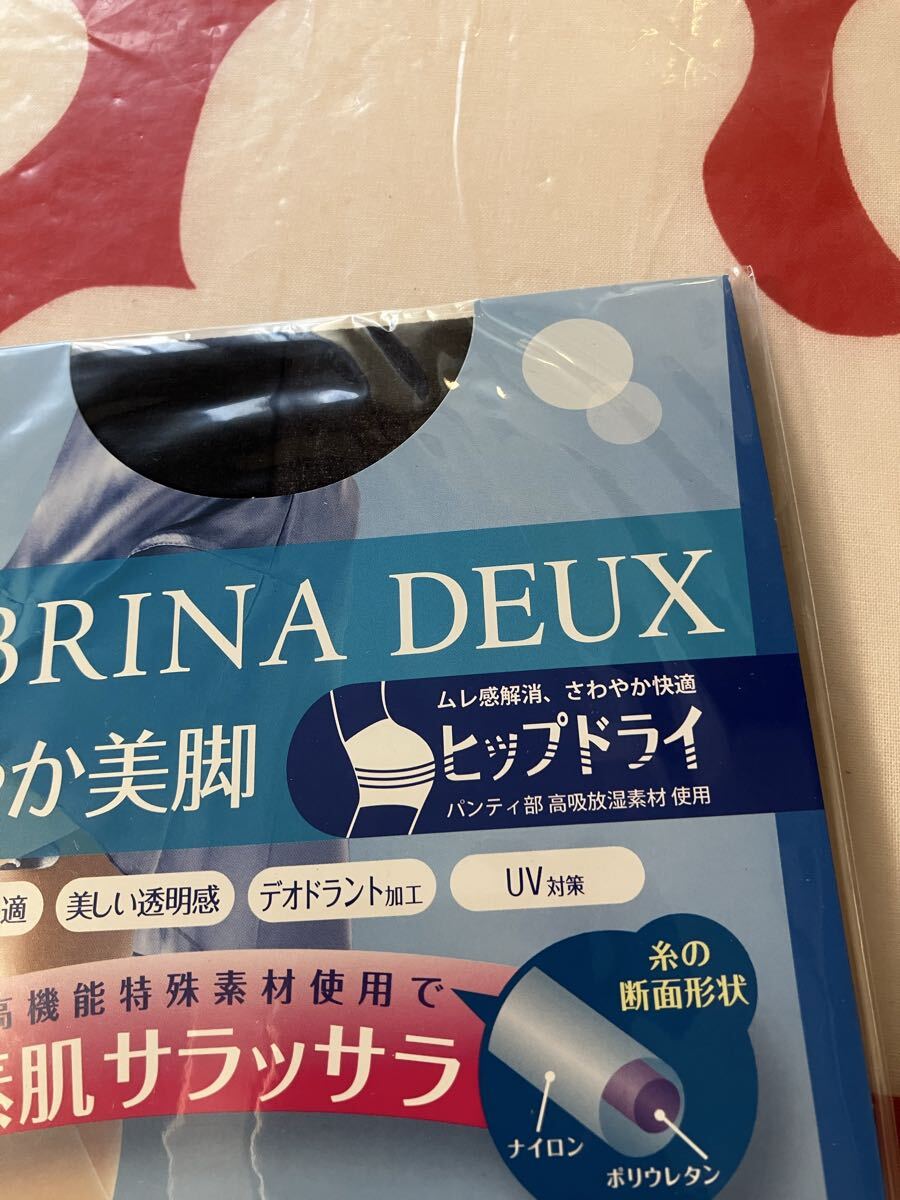 BRINA DEUX
ムレ感解消、さわやか快適
ヒップドライ
パンティ部 高吸放湿素材 使用
か美脚
適
美しい透明感
デオドラント加工
UV対策
高機能特殊素材使用で
素肌サラッサラ
糸の
断面形状
ナイロン
ポリウレタン